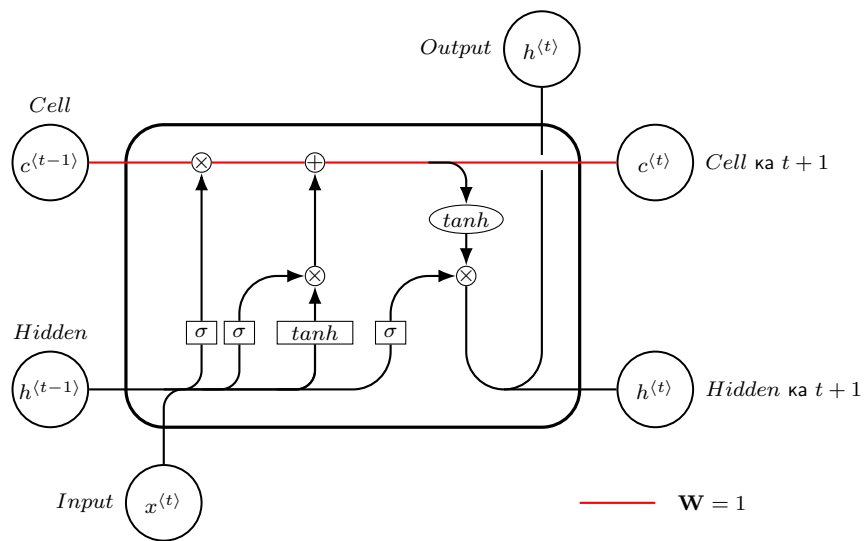 Output h⟨t⟩
Cell
c⟨t−1⟩ × + c⟨t⟩ Cell ка t + 1
tanh
× ×
σ σ tanh σ
Hidden
h⟨t−1⟩ h⟨t⟩ Hidden ка t + 1
Input x⟨t⟩
W = 1